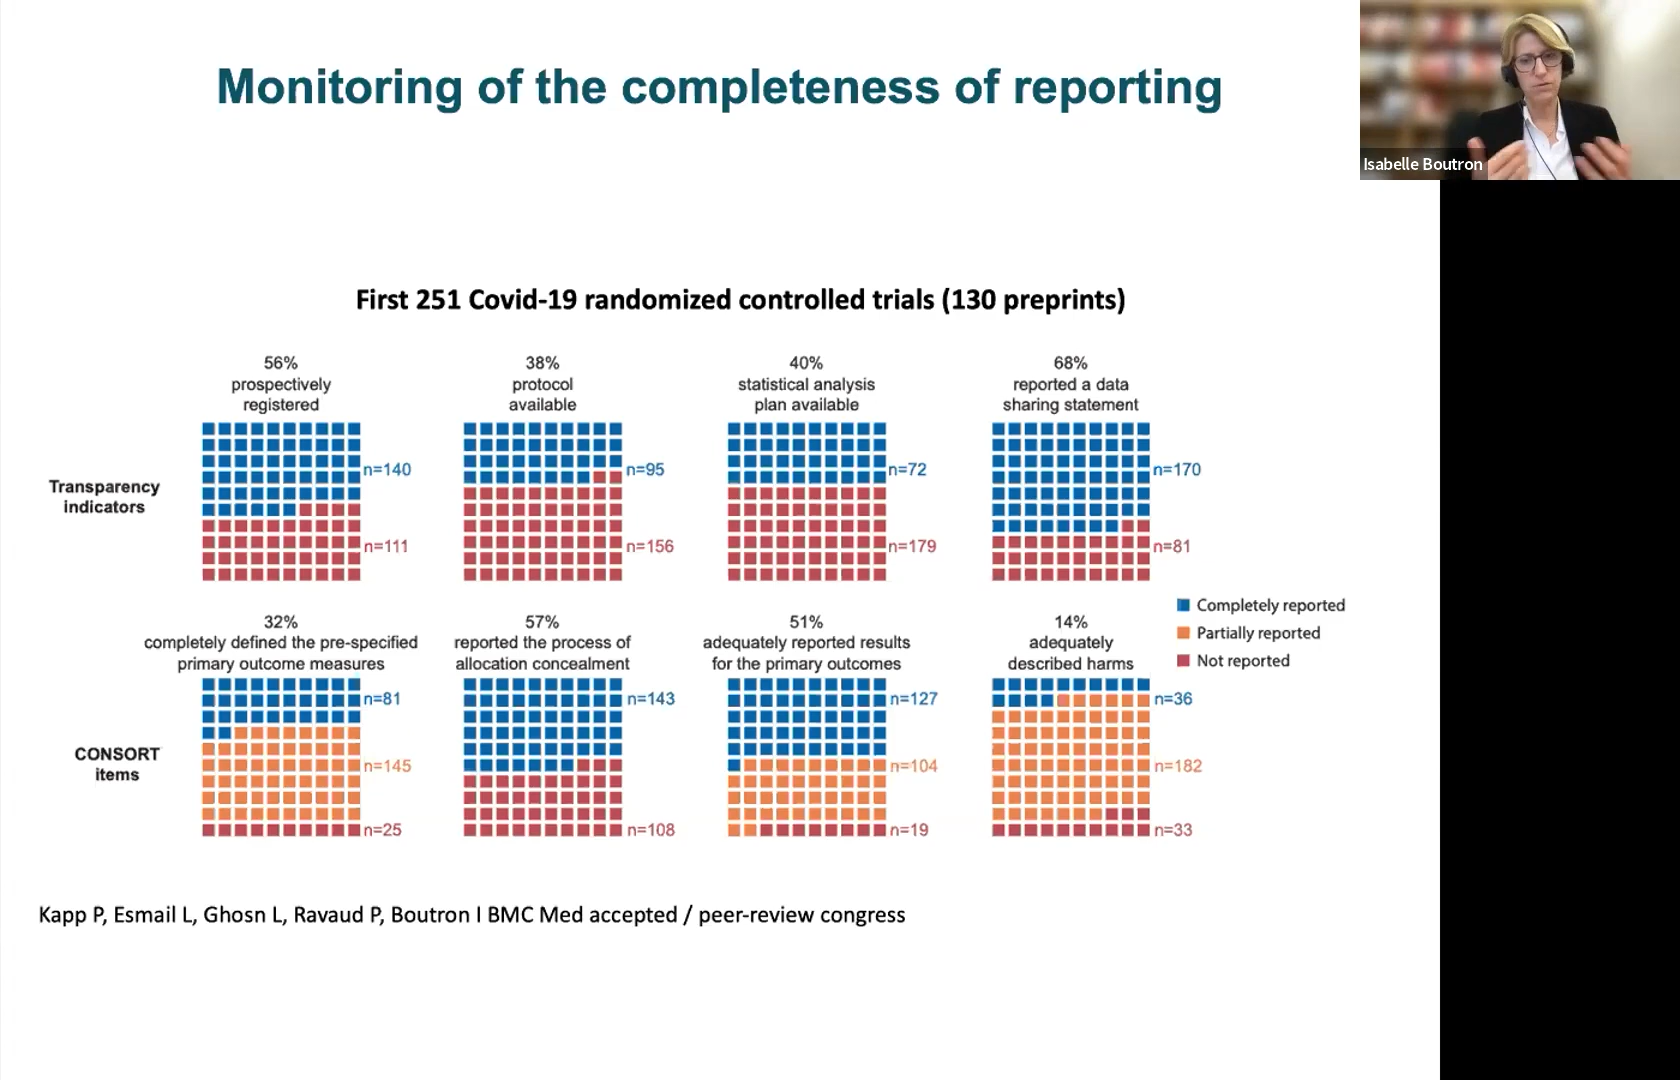 Monitoring of the completeness of reporting
Isabelle Boutron
First 251 Covid-19 randomized controlled trials (130 preprints)
56%
prospectively
registered
38%
protocol
available
40%
statistical analysis
plan available
68%
reported a data
sharing statement
Transparency
indicators
n=140
n=111
n=95
n=156
n=72
n=179
n=170
n=81
Completely reported
Partially reported
Not reported
32%
completely defined the pre-specified
primary outcome measures
57%
reported the process of
allocation concealment
51%
adequately reported results
for the primary outcomes
14%
adequately
described harms
CONSORT
items
n=81
n=145
n=25
n=143
n=108
n=127
n=104
n=19
n=36
n=182
n=33
Kapp P, Esmail L, Ghosn L, Ravaud P, Boutron I BMC Med accepted / peer-review congress